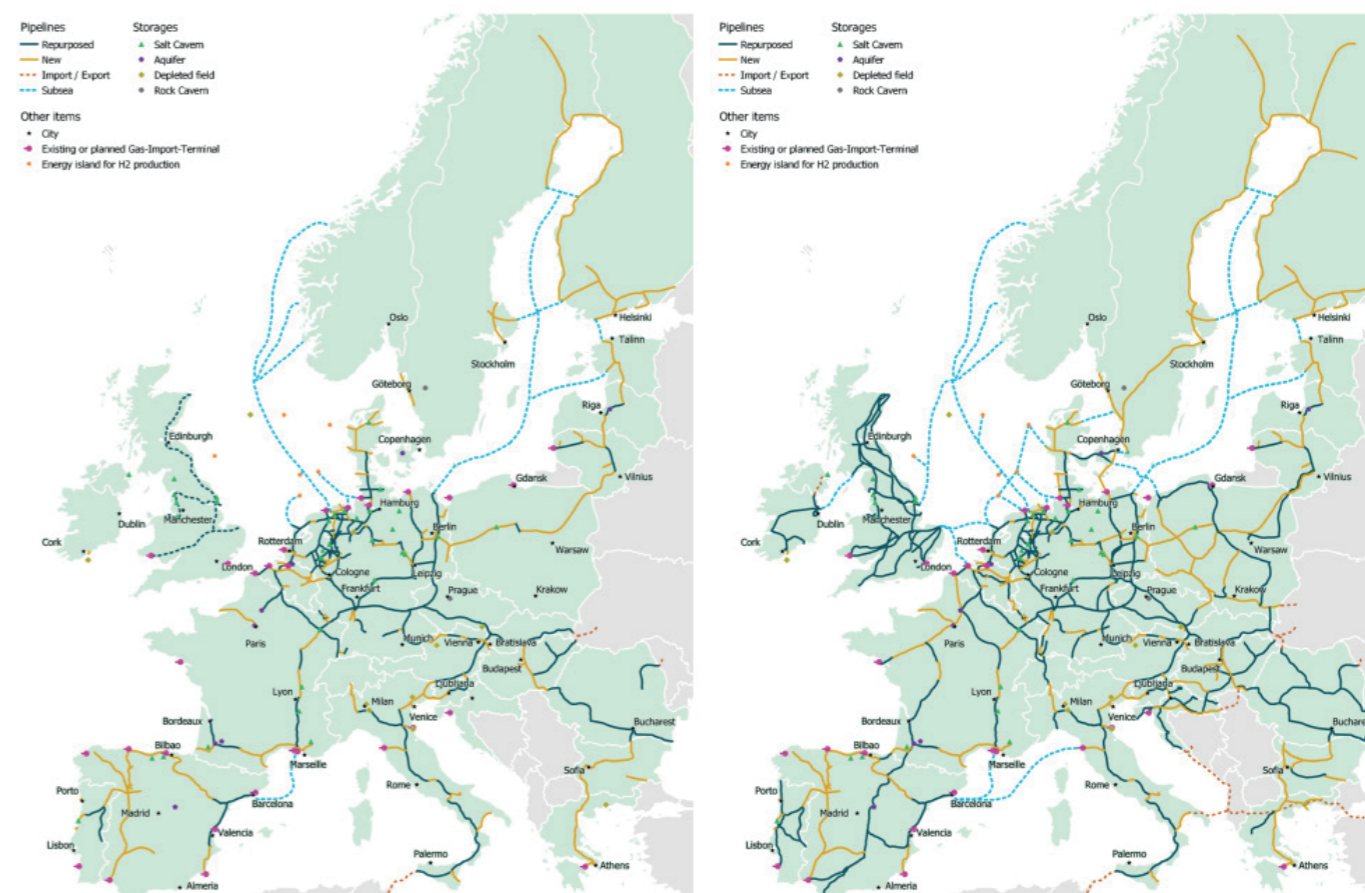 Pipelines Storages
Repurposed Salt Cavern
New Aquifer
Import / Export Depleted field
Subsea Rock Cavern
Other items
City
Existing or planned Gas-Import-Terminal
Energy island for H2 production
Oslo
Helsinki
Talinn
Stockholm
Göteborg
Riga
Edinburgh
Copenhagen
Vilnius
Gdansk
Dublin
Manchester
Hamburg
Cork
Rotterdam
Berlin
Warsaw
London
Cologne
Leipzig
Frankfurt
Prague
Krakow
Paris
Munich
Vienna
Bratislava
Budapest
Lyon
Ljubljana
Milan
Bordeaux
Venice
Bucharest
Bilbao
Marseille
Sofia
Porto
Rome
Madrid
Barcelona
Valencia
Lisbon
Palermo
Athens
Almeria
Pipelines Storages
Repurposed Salt Cavern
New Aquifer
Import / Export Depleted field
Subsea Rock Cavern
Other items
City
Existing or planned Gas-Import-Terminal
Energy island for H2 production
Oslo
Helsinki
Talinn
Stockholm
Göteborg
Riga
Edinburgh
Copenhagen
Vilnius
Gdansk
Dublin
Manchester
Hamburg
Cork
Rotterdam
Berlin
Warsaw
London
Cologne
Leipzig
Frankfurt
Prague
Krakow
Paris
Munich
Vienna
Bratislava
Budapest
Lyon
Ljubljana
Milan
Bordeaux
Venice
Bilbao
Marseille
Sofia
Porto
Rome
Madrid
Barcelona
Valencia
Lisbon
Palermo
Athens
Almeria